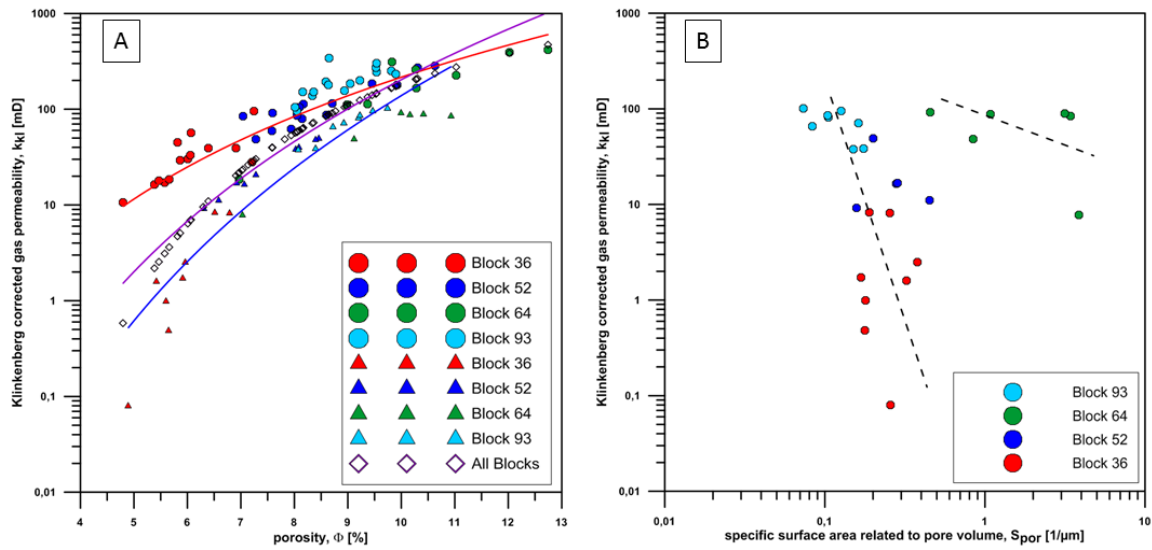 A
Klinkenberg corrected gas permeability, kkl [mD]
1000
100
10
1
0,1
0,01
4 5 6 7 8 9 10 11 12 13
porosity, Φ [%]
Block 36
Block 52
Block 64
Block 93
Block 36
Block 52
Block 64
Block 93
All Blocks
B
Klinkenberg corrected gas permeability, kkl [mD]
1000
100
10
1
0,1
0,01
0,01 0,1 1 10
specific surface area related to pore volume, Spor [1/µm]
Block 93
Block 64
Block 52
Block 36